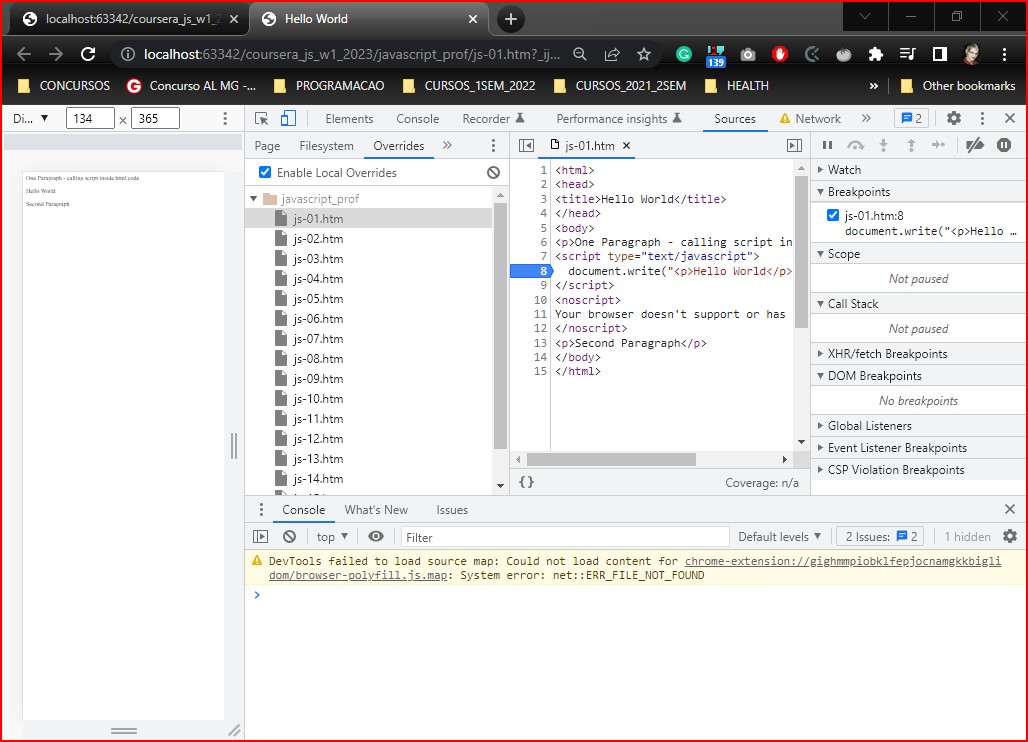 localhost:63342/coursera_js_w1_2
Hello World
localhost:63342/coursera_js_w1_2023/javascript_prof/js-01.htm?_ij...
139
CONCURSOS
Concurso AL MG -...
PROGRAMACAO
CURSOS_1SEM_2022
CURSOS_2021_2SEM
HEALTH
»
Other bookmarks
Di... ▼ 134 × 365
Elements Console Recorder Performance insights Sources Network » 2
One Paragraph - calling script inside html code
Hello World
Second Paragraph
Page Filesystem Overrides »
Enable Local Overrides
javascript_prof
js-01.htm
js-02.htm
js-03.htm
js-04.htm
js-05.htm
js-06.htm
js-07.htm
js-08.htm
js-09.htm
js-10.htm
js-11.htm
js-12.htm
js-13.htm
js-14.htm
js-01.htm ×
1 <html>
2 <head>
3 <title>Hello World</title>
4 </head>
5 <body>
6 <p>One Paragraph - calling script in
7 <script type="text/javascript">
8 document.write("<p>Hello World</p>
9 </script>
10 <noscript>
11 Your browser doesn't support or has
12 </noscript>
13 <p>Second Paragraph</p>
14 </body>
15 </html>
{} Coverage: n/a
Watch
Breakpoints
js-01.htm:8
document.write("<p>Hello …
Scope
Not paused
Call Stack
Not paused
XHR/fetch Breakpoints
DOM Breakpoints
No breakpoints
Global Listeners
Event Listener Breakpoints
CSP Violation Breakpoints
Console What's New Issues
top ▼ Filter Default levels ▼ 2 Issues: 2 1 hidden
DevTools failed to load source map: Could not load content for chrome-extension://gighmmpiobklfepjocnamgkkbigli
dom/browser-polyfill.js.map: System error: net::ERR_FILE_NOT_FOUND
>